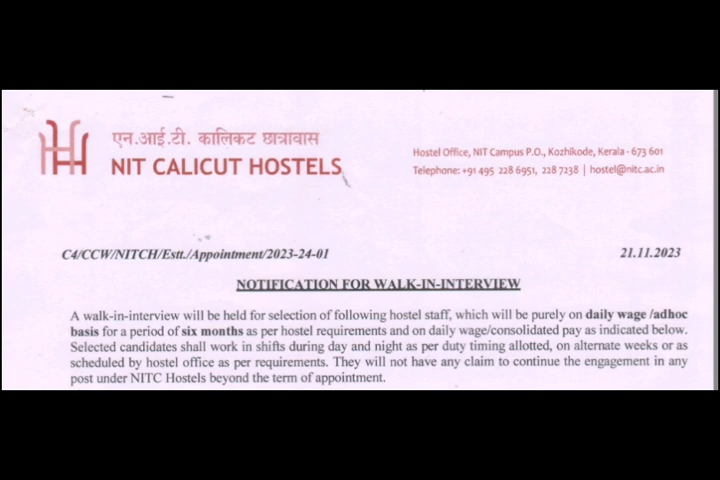 एन.आई.टी. कालिकट छात्रावास
NIT CALICUT HOSTELS
Hostel Office, NIT Campus P.O., Kozhikode, Kerala - 673 601
Telephone: +91 495 228 6951, 228 7238 | hostel@nitc.ac.in
C4/CCW/NITCH/Estt./Appointment/2023-24-01
21.11.2023
NOTIFICATION FOR WALK-IN-INTERVIEW
A walk-in-interview will be held for selection of following hostel staff, which will be purely on daily wage /adhoc
basis for a period of six months as per hostel requirements and on daily wage/consolidated pay as indicated below.
Selected candidates shall work in shifts during day and night as per duty timing allotted, on alternate weeks or as
scheduled by hostel office as per requirements. They will not have any claim to continue the engagement in any
post under NITC Hostels beyond the term of appointment.